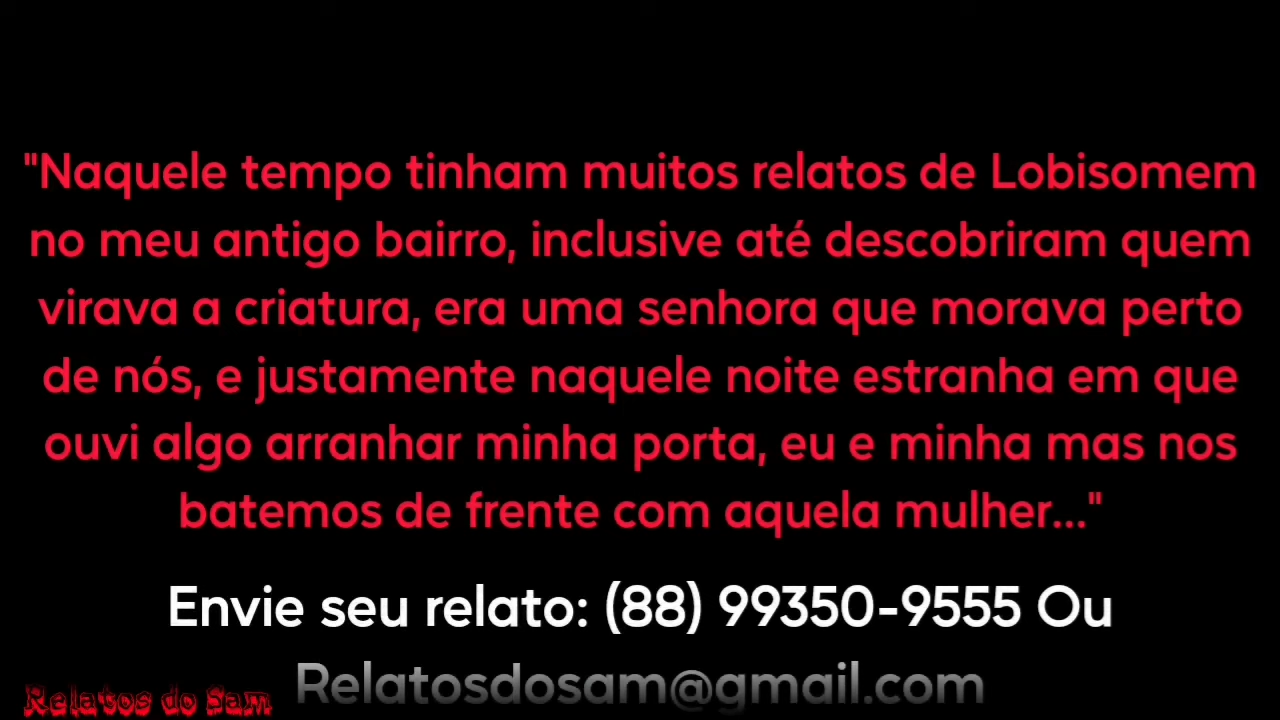 "Naquele tempo tinham muitos relatos de Lobisomem
no meu antigo bairro, inclusive até descobriram quem
virava a criatura, era uma senhora que morava perto
de nós, e justamente naquele noite estranha em que
ouvi algo arranhar minha porta, eu e minha mas nos
batemos de frente com aquela mulher..."
Envie seu relato: (88) 99350-9555 Ou
Relatosdosam@gmail.com
Relatos do Sam